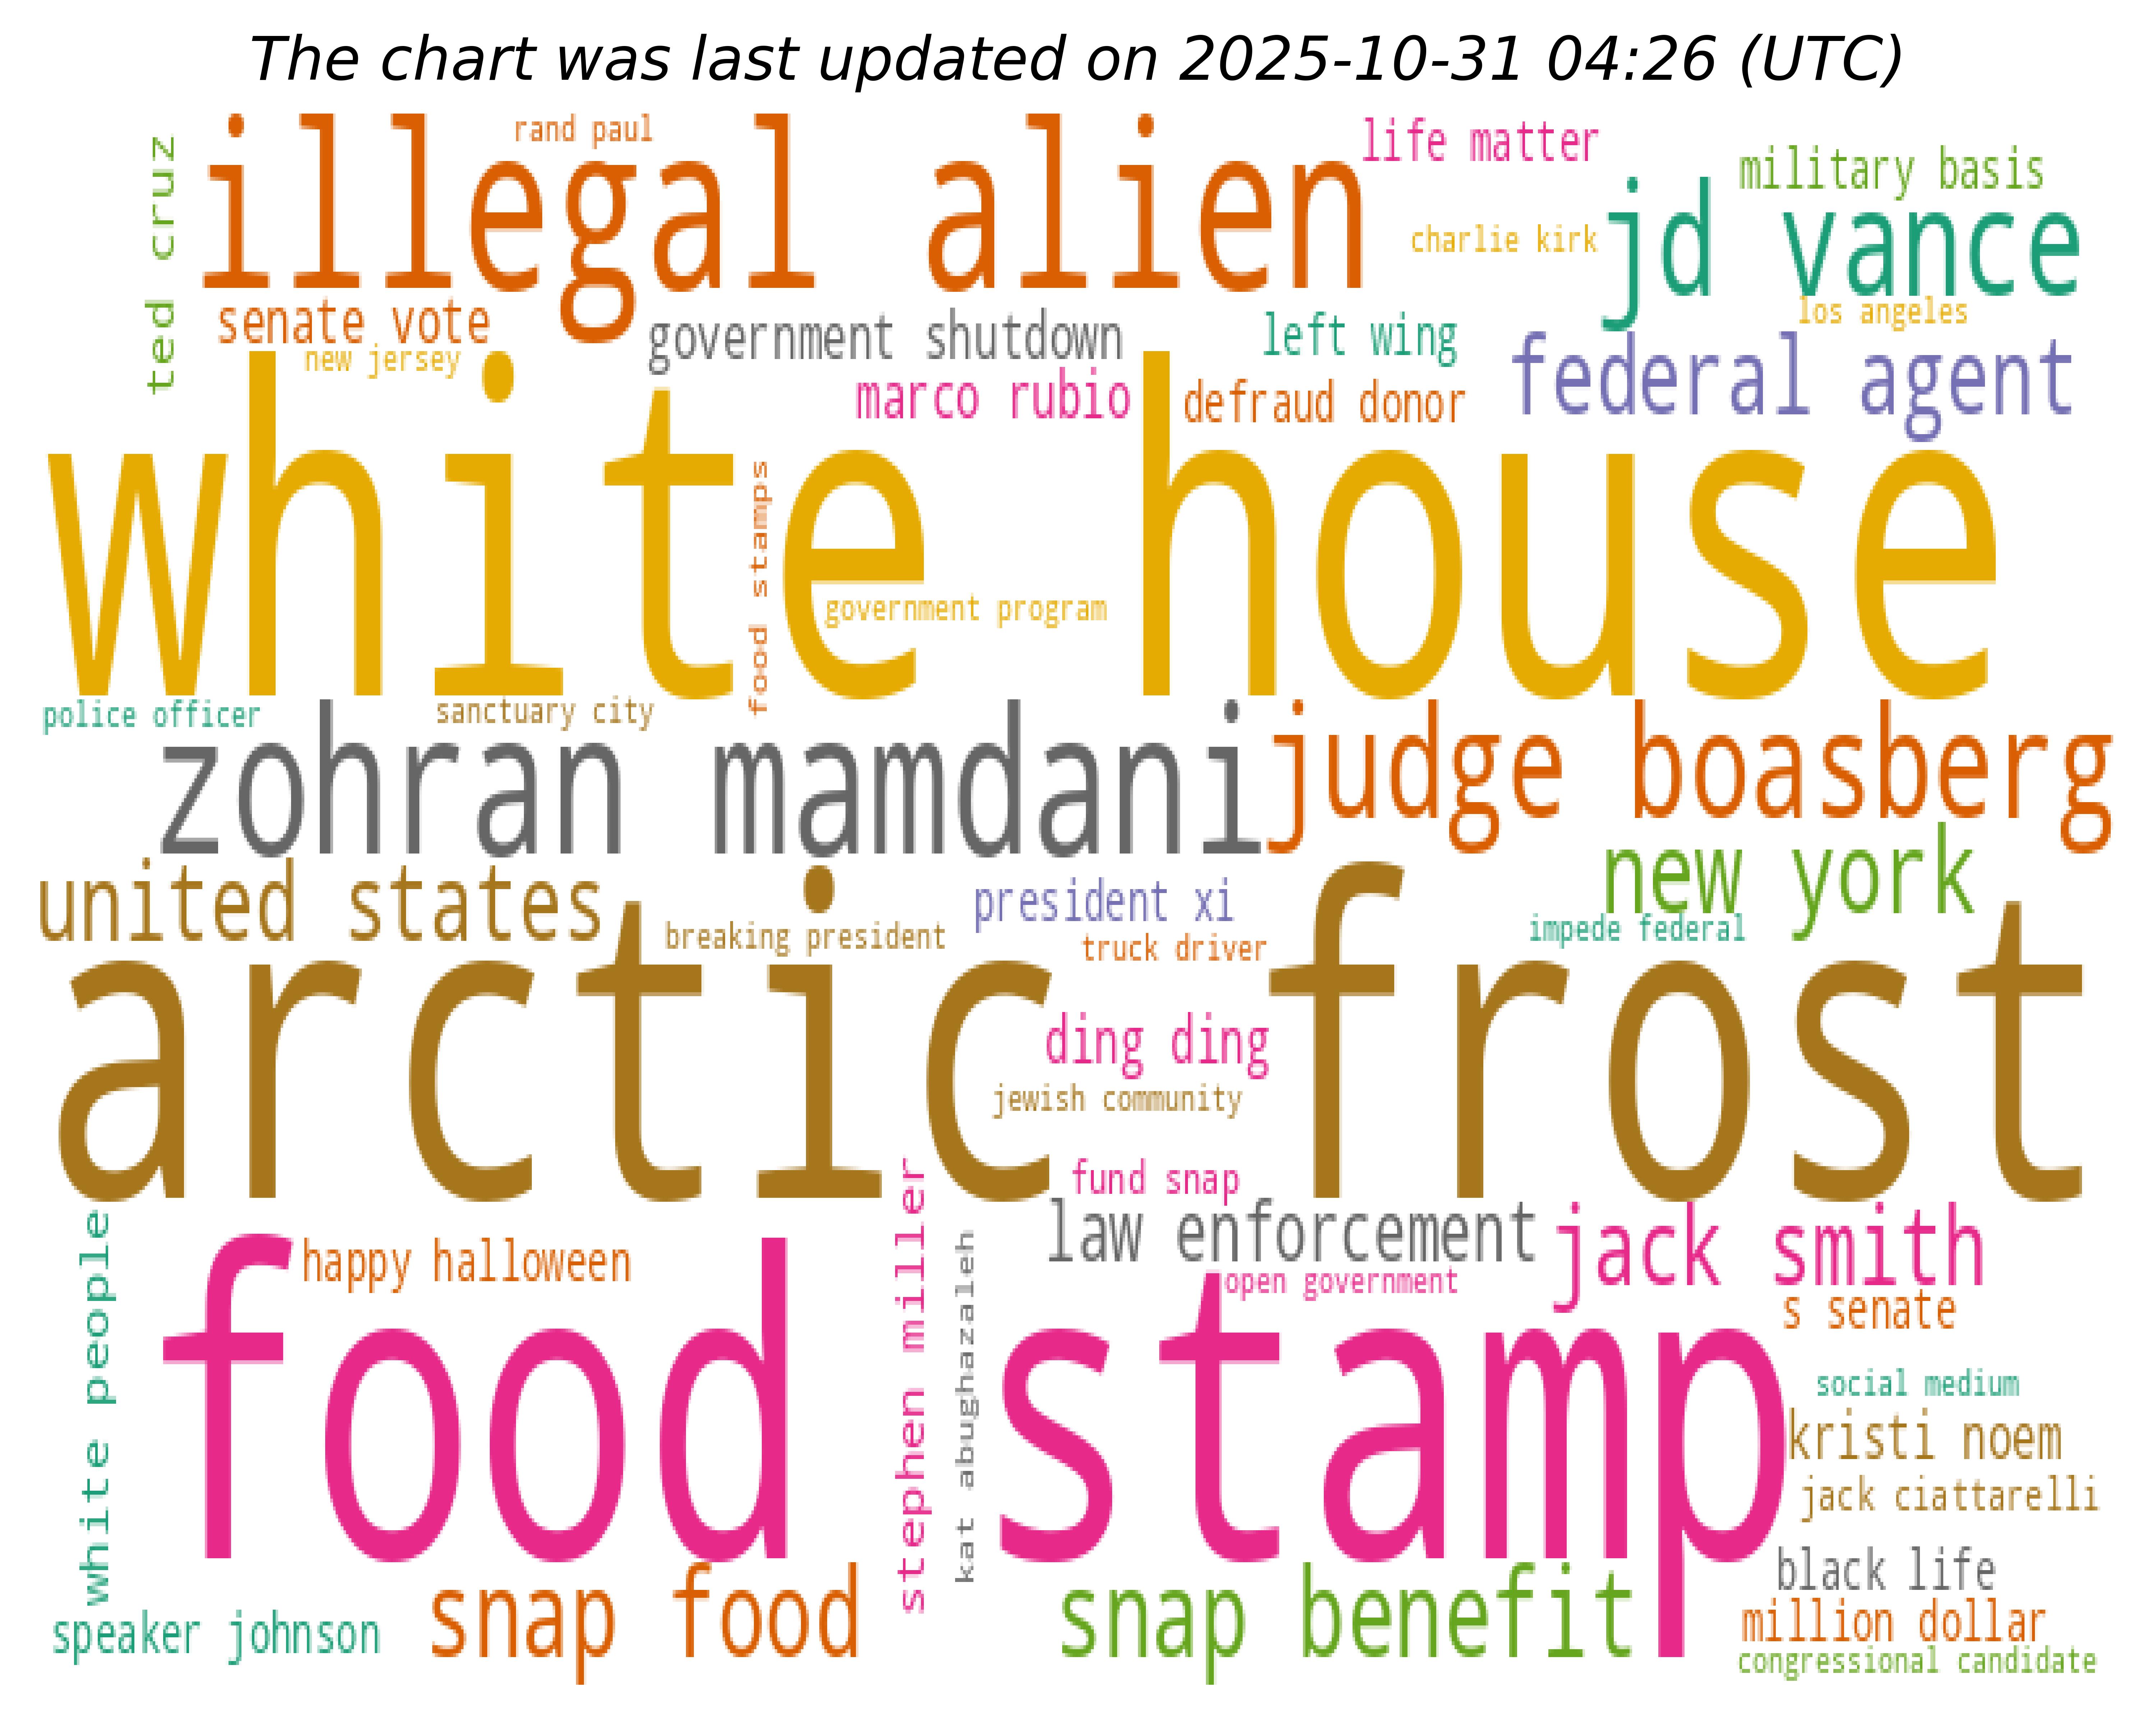 The chart was last updated on 2025-10-31 04:26 (UTC)
rand paul
life matter
ted cruz
illegal alien
military basis
charlie kirk
jd vance
senate vote
los angeles
government shutdown
left wing
new jersey
federal agent
marco rubio
defraud donor
white house
food stamps
government program
police officer
sanctuary city
zohran mamdani
judge boasberg
united states
president xi
new york
breaking president
truck driver
impede federal
arctic frost
ding ding
jewish community
fund snap
white people
happy halloween
stephen miller
kat abughazaleh
law enforcement
jack smith
open government
s senate
food stamp
social medium
kristi noem
jack ciattarelli
black life
speaker johnson
snap food
snap benefit
million dollar
congressional candidate